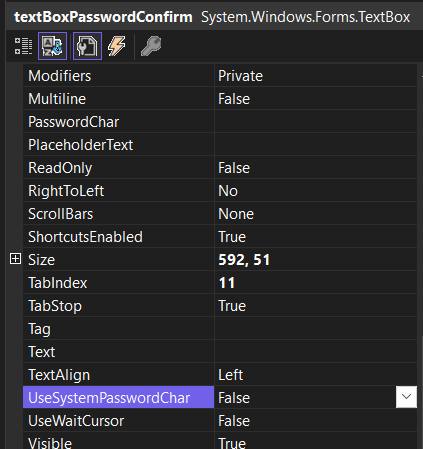 textBoxPasswordConfirm System.Windows.Forms.TextBox
Modifiers Private
Multiline False
PasswordChar
PlaceholderText
ReadOnly False
RightToLeft No
ScrollBars None
ShortcutsEnabled True
Size 592, 51
TabIndex 11
TabStop True
Tag
Text
TextAlign Left
UseSystemPasswordChar False
UseWaitCursor False
Visible True